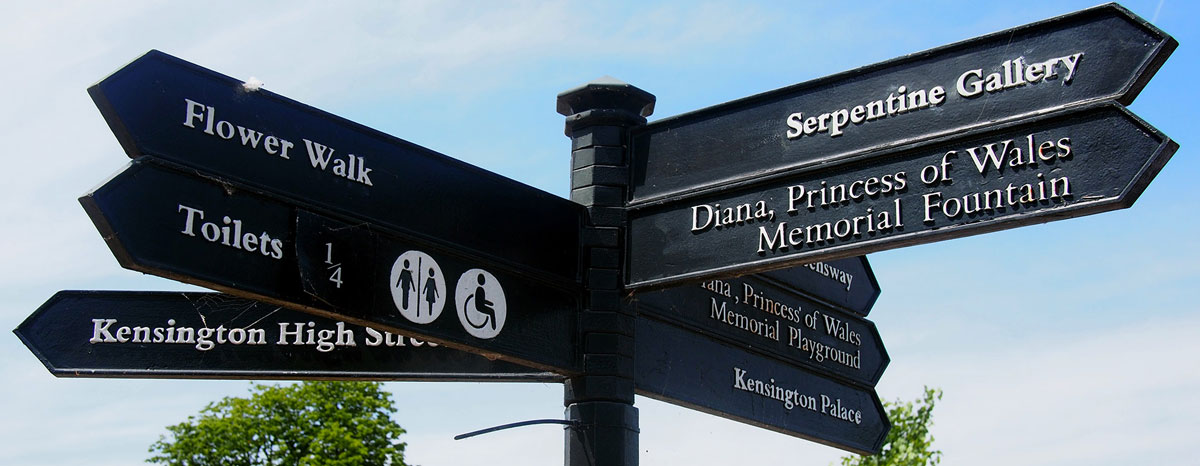 Flower Walk
Toilets 1/4
Kensington High
Serpentine Gallery
Diana, Princess of Wales
Memorial Fountain
Princess of Wales
Memorial Playground
Kensington Palace